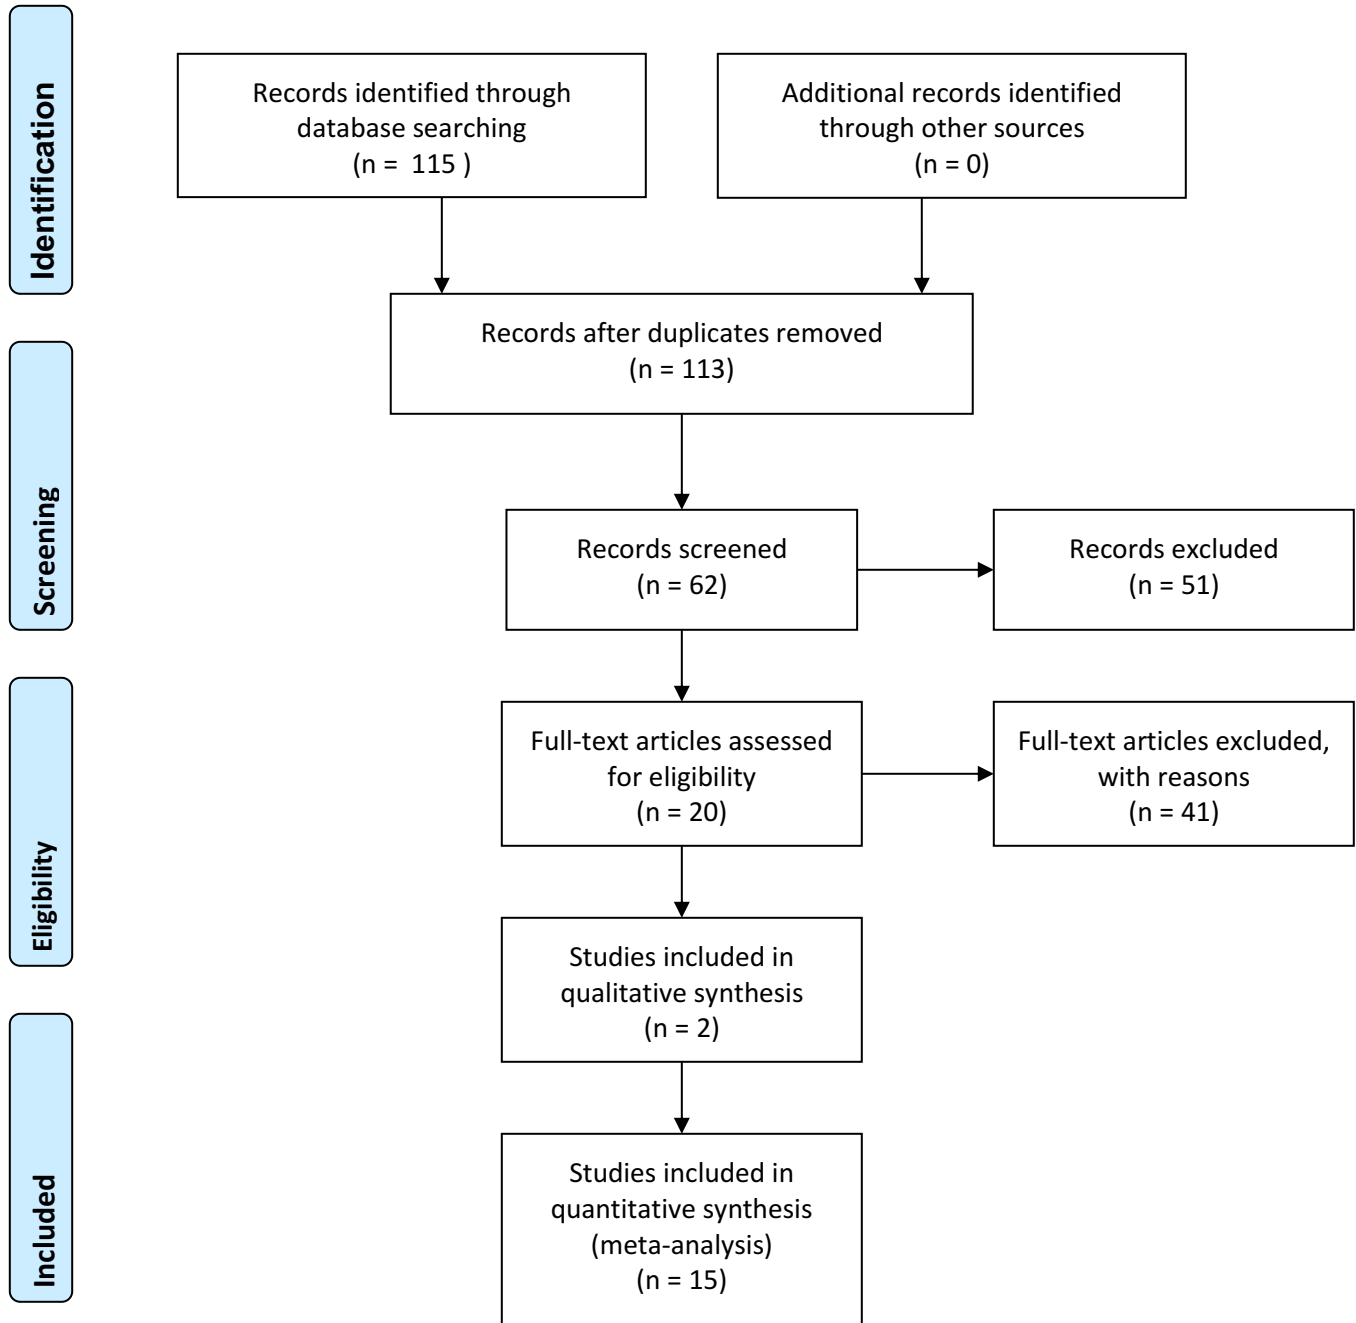 Identification
Records identified through
database searching
(n =  115 )
Additional records identified
through other sources
(n = 0)
Records after duplicates removed
(n = 113)
Screening
Records screened
(n = 62)
Records excluded
(n = 51)
Eligibility
Full-text articles assessed
for eligibility
(n = 20)
Full-text articles excluded,
with reasons
(n = 41)
Studies included in
qualitative synthesis
(n = 2)
Included
Studies included in
quantitative synthesis
(meta-analysis)
(n = 15)